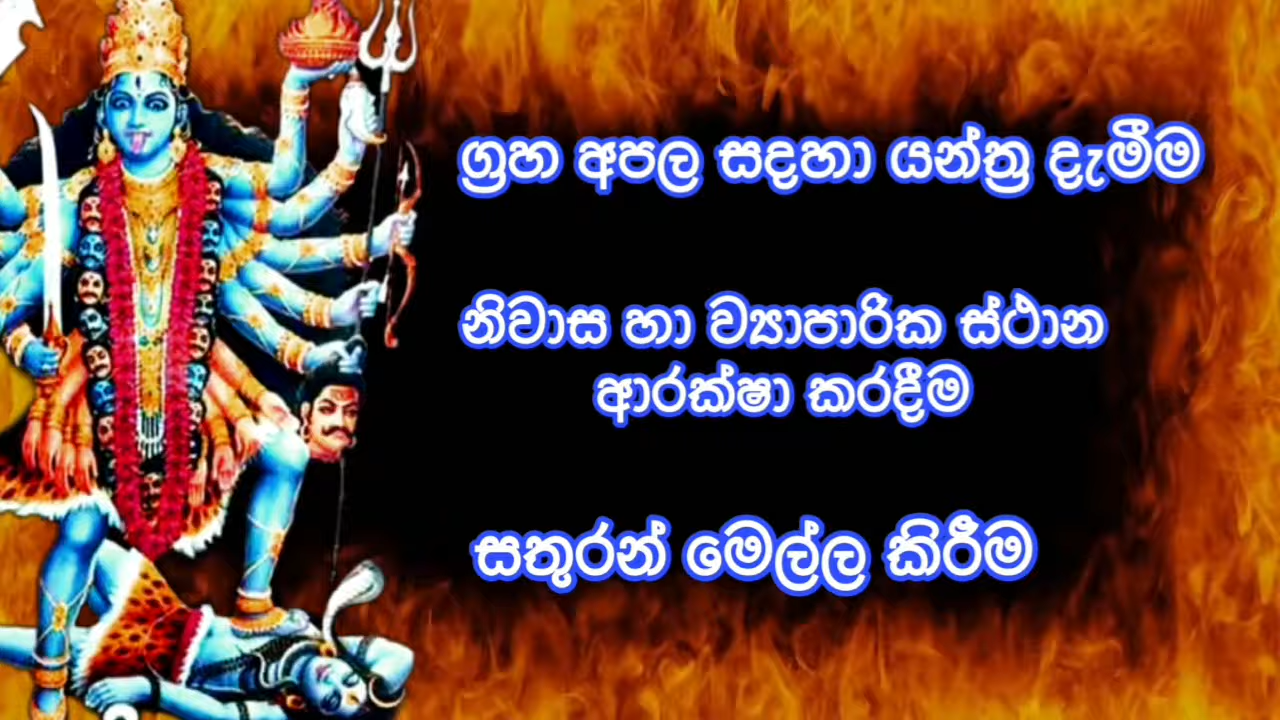 ග්‍රහ අපල සදහා යන්ත්‍ර දැමීම
නිවාස හා ව්‍යාපාරික ස්ථාන
ආරක්ෂා කරදීම
සතුරන් මෙල්ල කිරීම